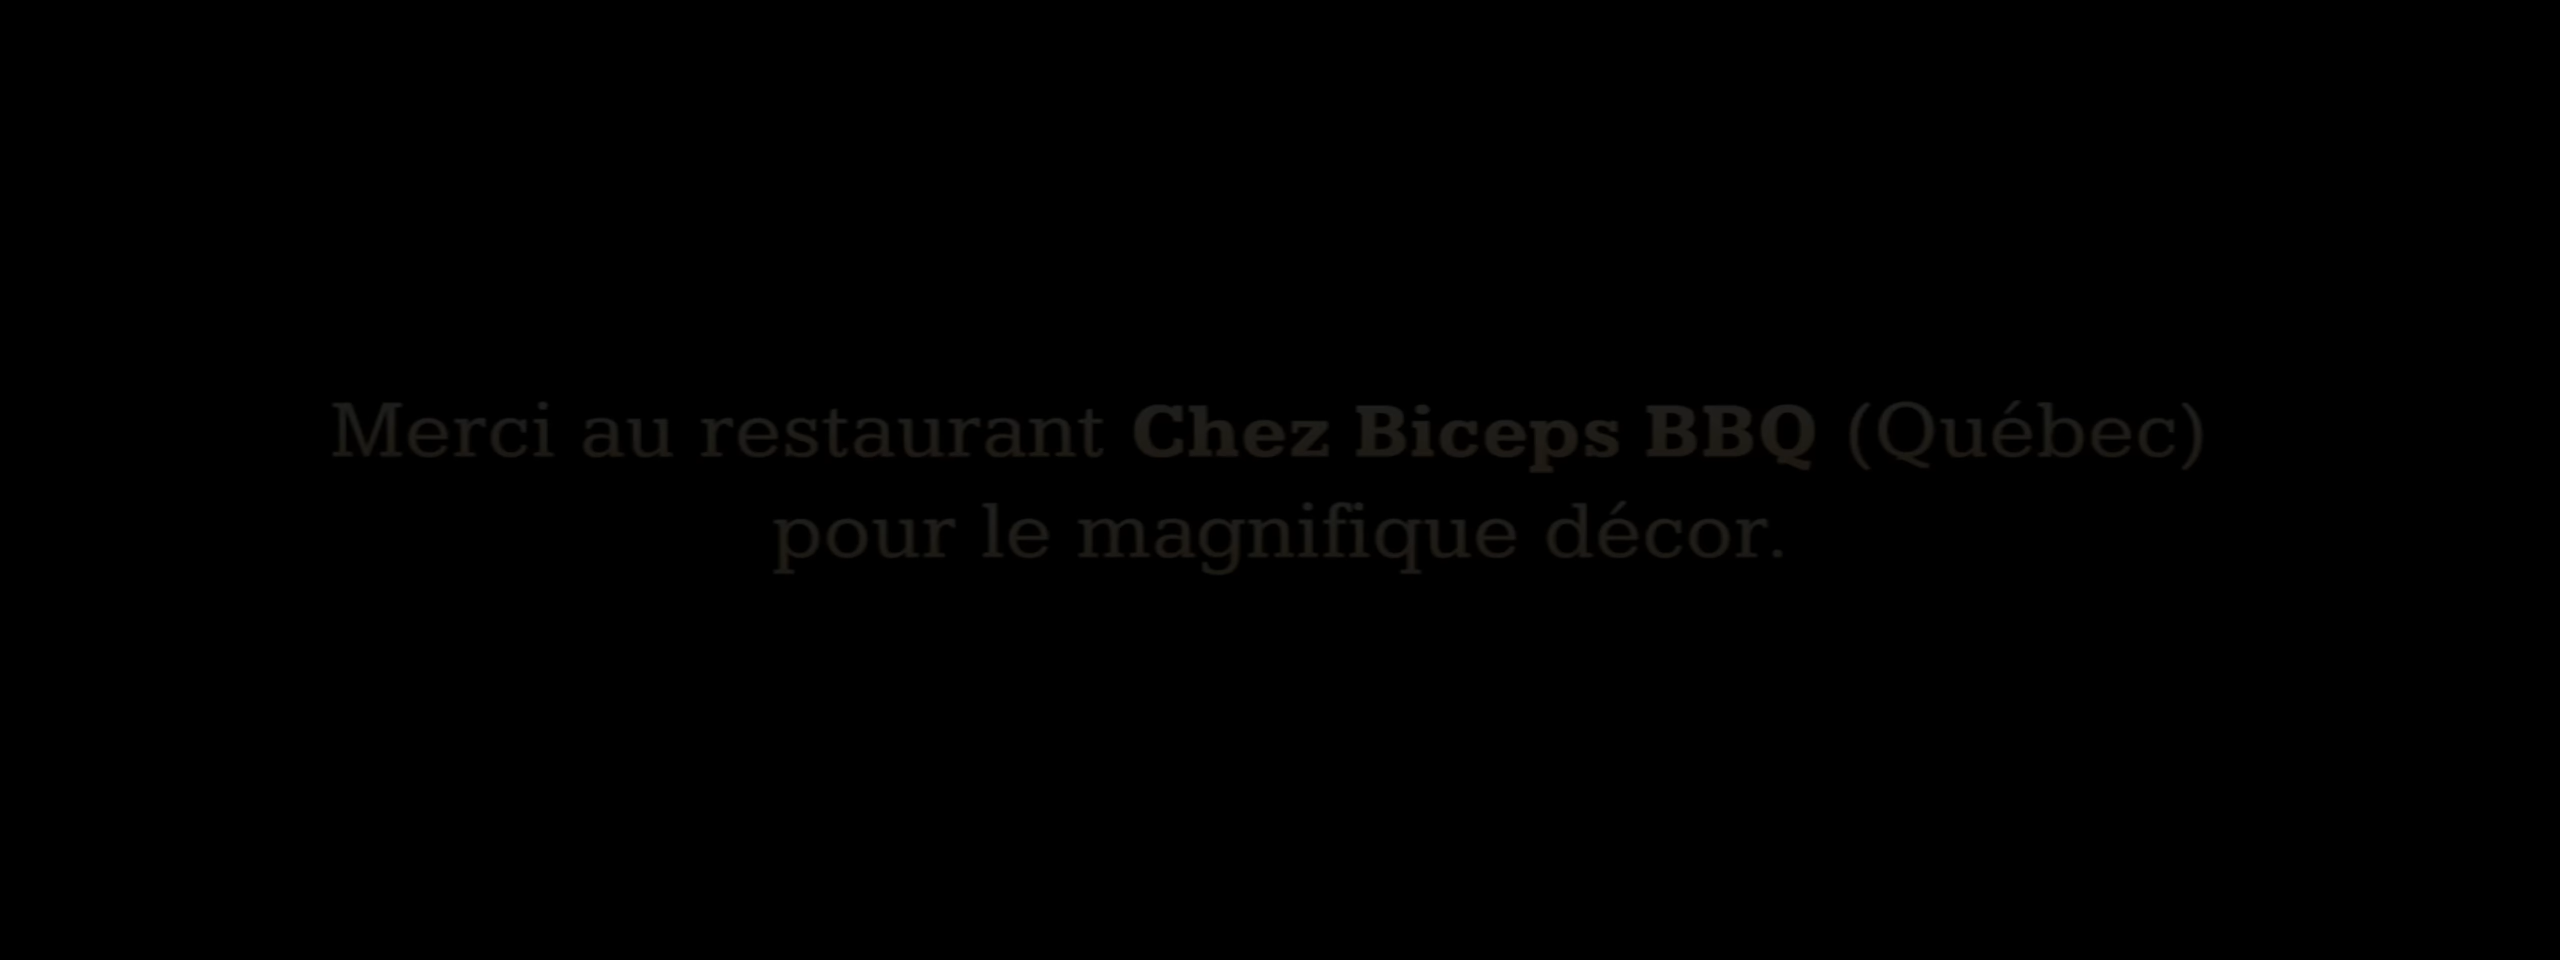 Merci au restaurant Chez Biceps BBQ (Québec)
pour le magnifique décor.